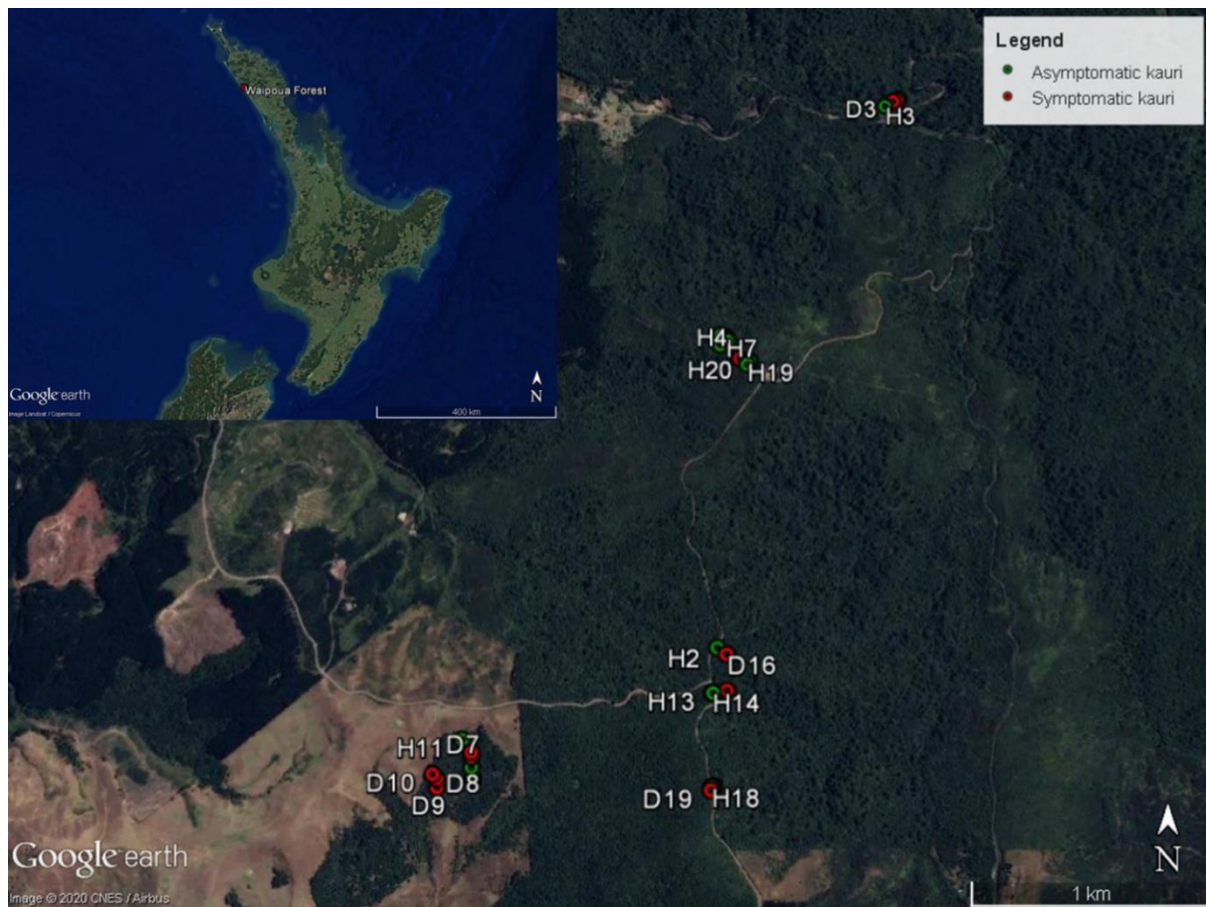 Waipoua Forest
Google earth
Image Landsat / Copernicus
N
400 km
Legend
Asymptomatic kauri
Symptomatic kauri
D3
H3
H4
H7
H20
H19
H2
D16
H13
H14
H11
D7
D10
D8
D9
D19
H18
Google earth
N
Image © 2020 CNES / Airbus
1 km